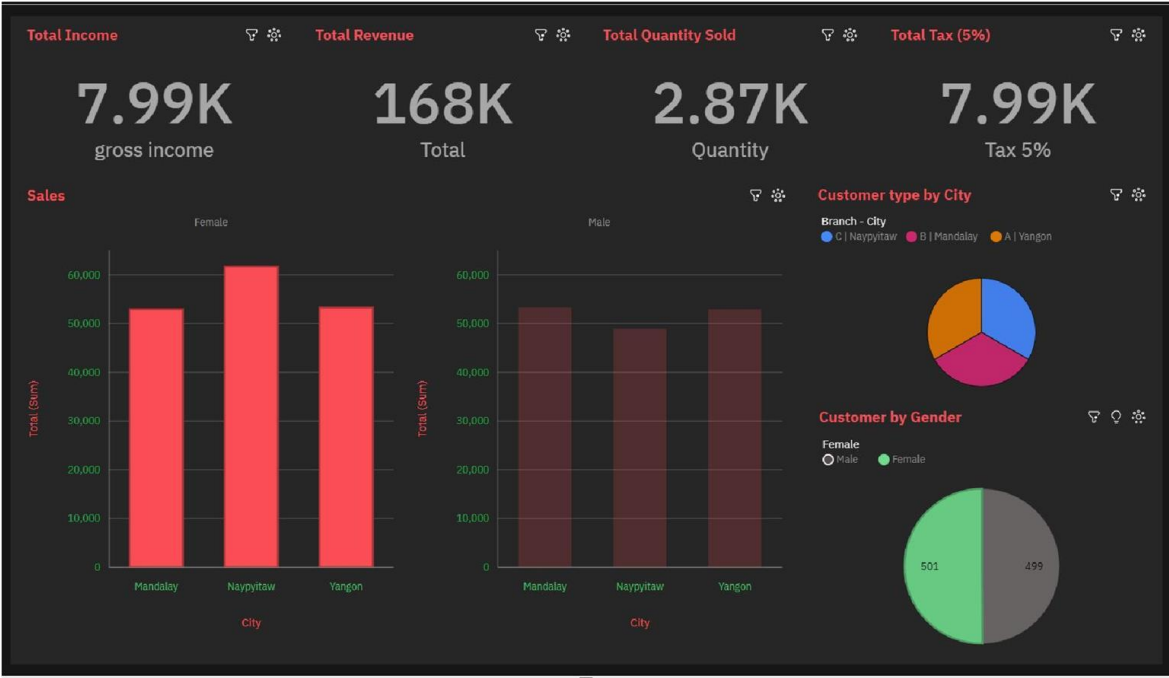 Total Income
Total Revenue
Total Quantity Sold
Total Tax (5%)
7.99K
168K
2.87K
7.99K
gross income
Total
Quantity
Tax 5%
Sales
Female
Male
60,000
50,000
40,000
30,000
20,000
10,000
0
Total (Sum)
Mandalay
Naypyitaw
Yangon
City
60,000
50,000
40,000
30,000
20,000
10,000
0
Total (Sum)
Mandalay
Naypyitaw
Yangon
City
Customer type by City
Branch - City
C | Naypyitaw B | Mandalay A | Yangon
Customer by Gender
Female
Male Female
501
499